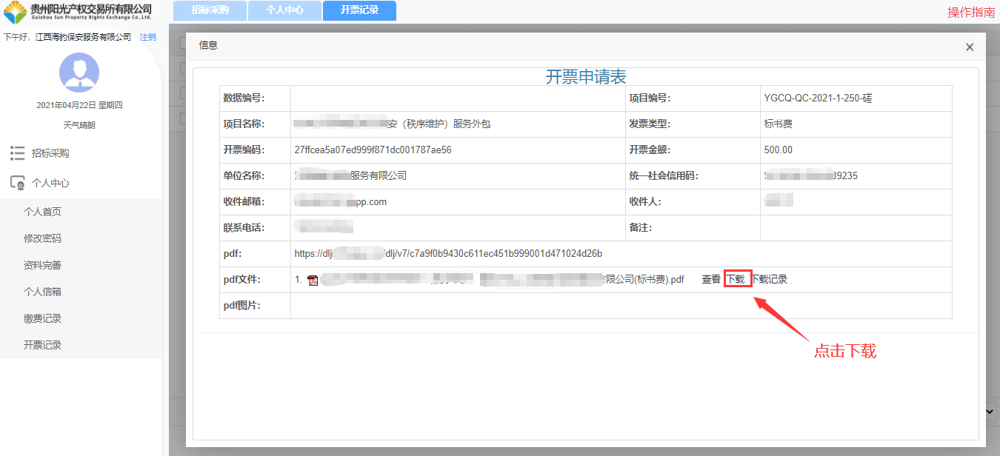 贵州阳光产权交易所有限公司
Guizhou Sun Property Rights Exchange Co.,Ltd.
招标采购 个人中心 开票记录
操作指南
下午好, 江西海豹保安服务有限公司 注销
2021年04月22日 星期四
天气晴朗
招标采购
个人中心
个人首页
修改密码
资料完善
个人信箱
缴费记录
开票记录
信息
开票申请表
数据编号: 项目编号: YGCQ-QC-2021-1-250-磋
项目名称: 安（秩序维护）服务外包 发票类型: 标书费
开票编码: 27ffcea5a07ed999f871dc001787ae56 开票金额: 500.00
单位名称: 服务有限公司 统一社会信用码: 09235
收件邮箱: pp.com 收件人:
联系电话: 备注:
pdf: https://dlj /dlj/v7/c7a9f0b9430c611ec451b999001d471024d26b
pdf文件: 1. 有限公司(标书费).pdf 查看 下载 下载记录
pdf图片:
点击下载